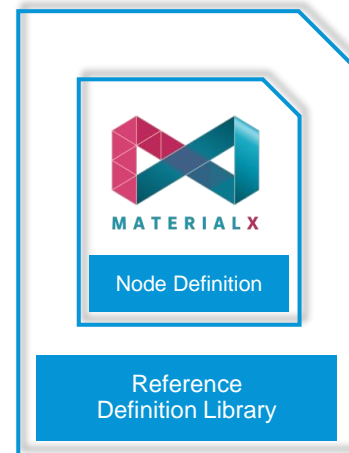 MATERIALX
Node Definition
Reference
Definition Library